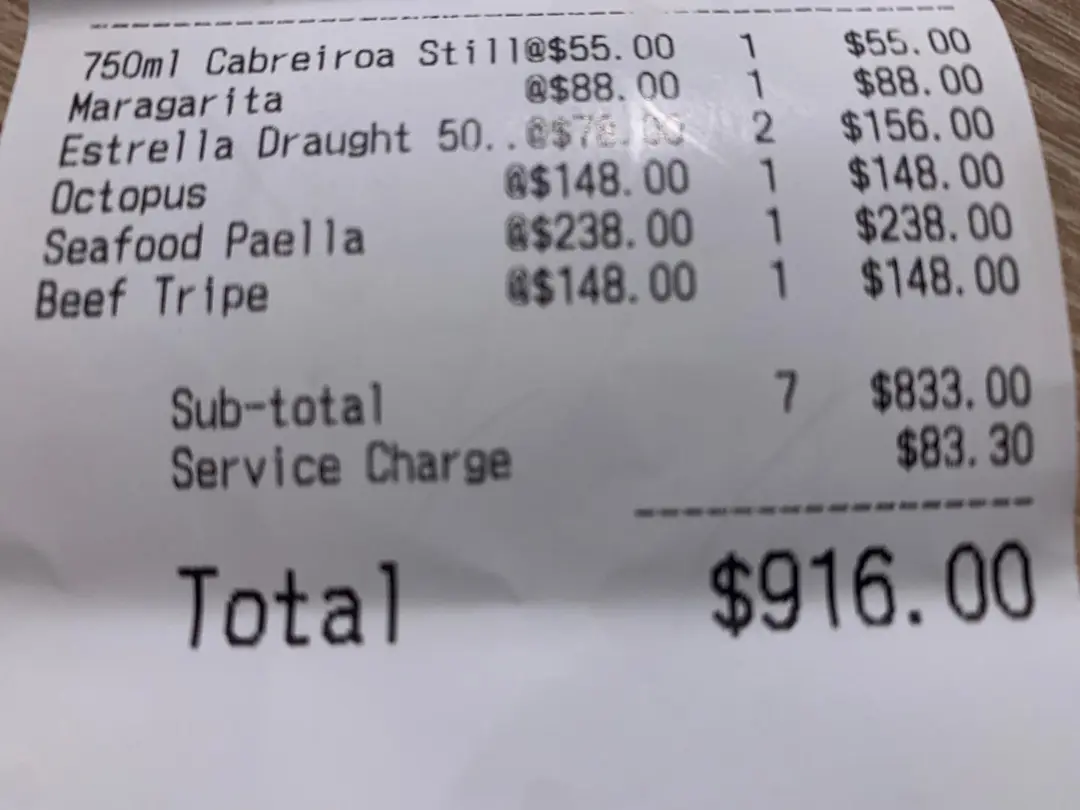 750ml Cabreiroa Still@$55.00 1 $55.00
Maragarita @$88.00 1 $88.00
Estrella Draught 50..@$78.00 2 $156.00
Octopus @$148.00 1 $148.00
Seafood Paella @$238.00 1 $238.00
Beef Tripe @$148.00 1 $148.00
Sub-total 7 $833.00
Service Charge $83.30
Total $916.00